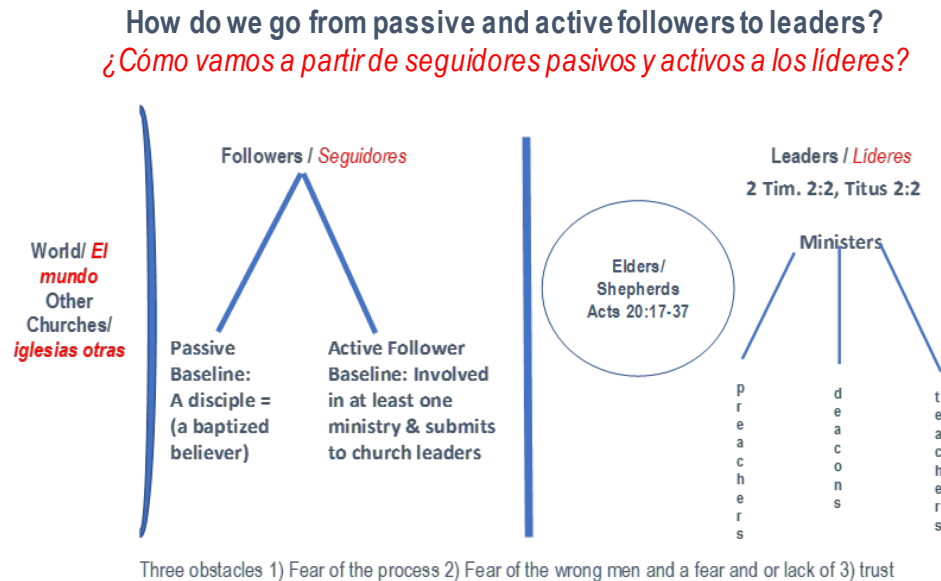 How do we go from passive and active followers to leaders?
¿Cómo vamos a partir de seguidores pasivos y activos a los líderes?
World/ El
mundo
Other
Churches/
iglesias otras
Followers / Seguidores
Passive
Baseline:
A disciple =
(a baptized
believer)
Active Follower
Baseline: Involved
in at least one
ministry & submits
to church leaders
Elders/
Shepherds
Acts 20:17-37
Leaders / Líderes
2 Tim. 2:2, Titus 2:2
Ministers
preachers
deacons
teachers
Three obstacles 1) Fear of the process 2) Fear of the wrong men and a fear and or lack of 3) trust